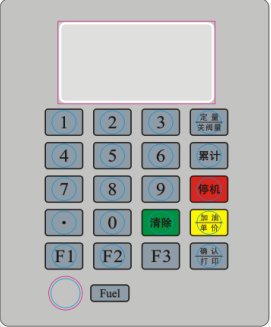 1 2 3 定量
关阀量
4 5 6 累计
7 8 9 停机
· 0 清除 加油
单价
F1 F2 F3 确认
打印
Fuel